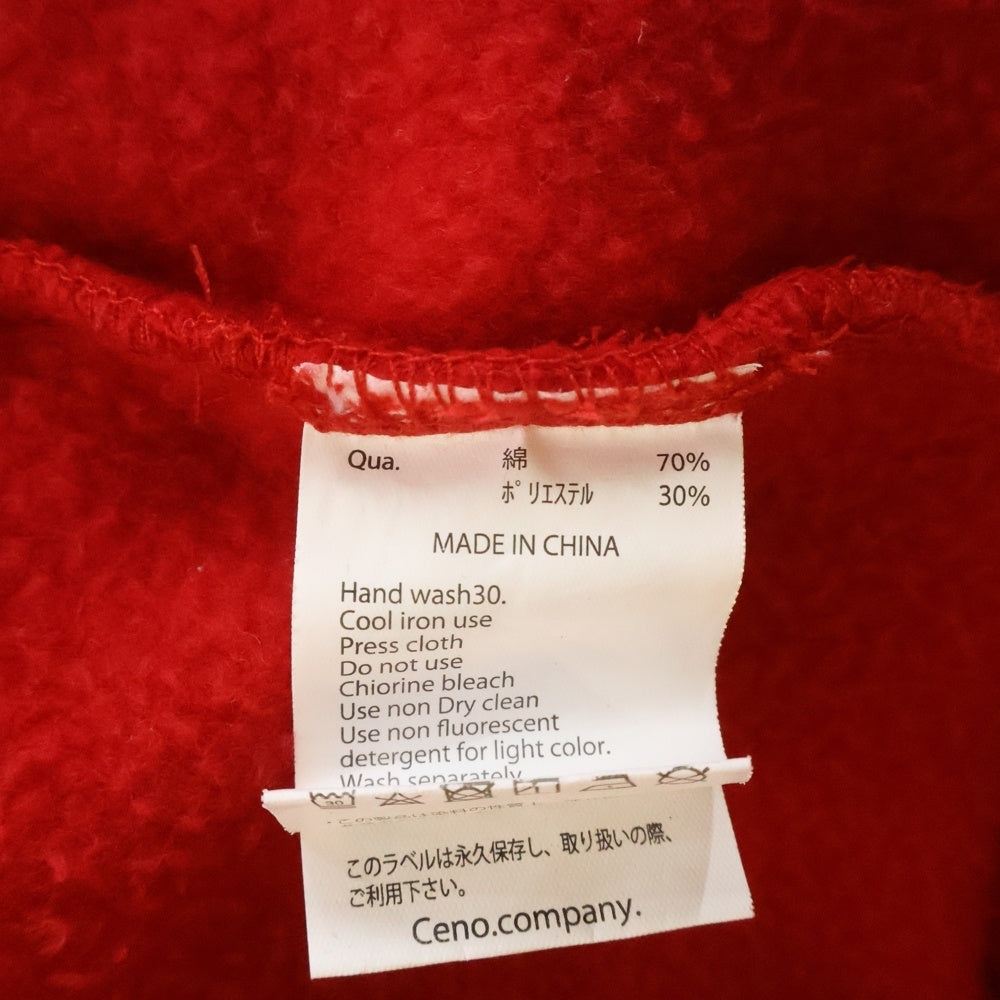 Qua. 綿 70%
ポリエステル 30%
MADE IN CHINA
Hand wash30.
Cool iron use
Press cloth
Do not use
Chiorine bleach
Use non Dry clean
Use non fluorescent
detergent for light color.
Wash separately
30
このラベルは永久保存し、取り扱いの際、
ご利用下さい。
Ceno.company.